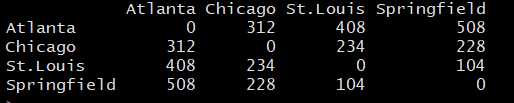 Atlanta Chicago St.Louis Springfield
Atlanta 0 312 408 508
Chicago 312 0 234 228
St.Louis 408 234 0 104
Springfield 508 228 104 0